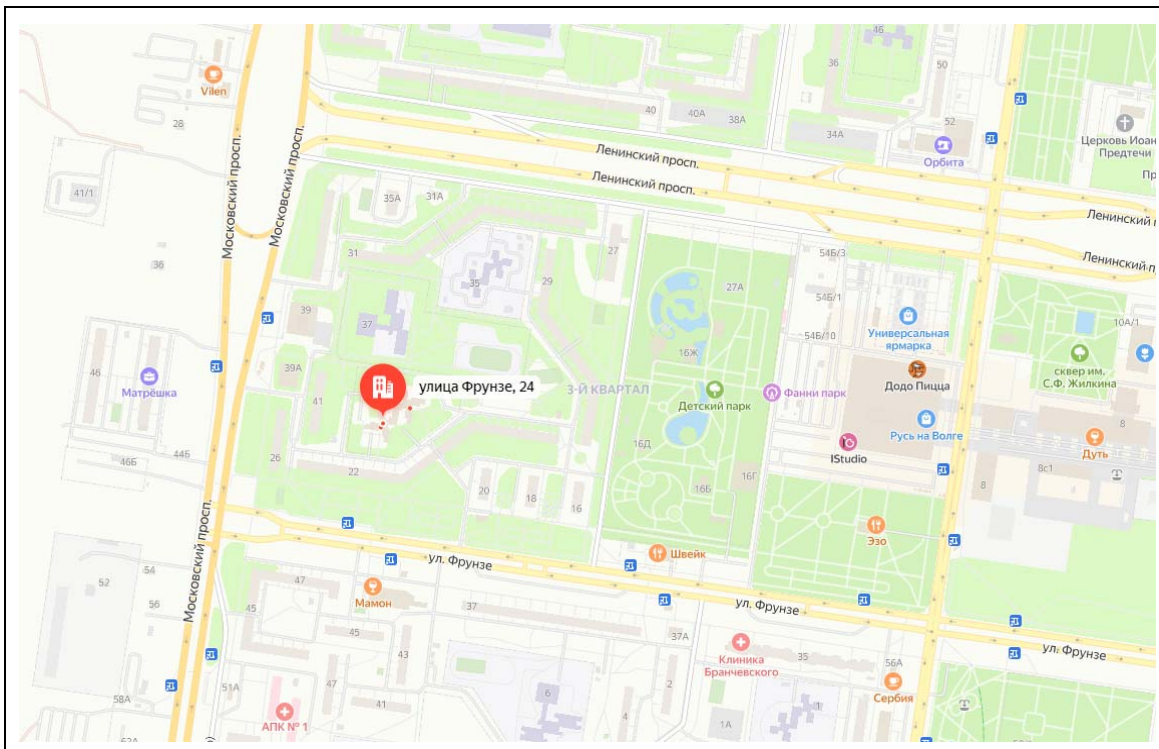 46
40
40А
38А
36
34А
50
52
Орбита
Vilen
28
Церковь Иоан
Предтечи
Пр
Ленинский просп.
Ленинский просп.
Ленинский п
Ленинский п
Московский просп.
Московский просп.
41/1
36
35А
31А
31
35
29
27
27А
54Б/3
54Б/1
54Б/10
Универсальная
ярмарка
10А/1
сквер им.
С.Ф. Жилкина
39
37
39А
41
улица Фрунзе, 24
3-Й КВАРТАЛ
16Ж
Детский парк
Фанни парк
Додо Пицца
Русь на Волге
IStudio
8
Дуть
8с1
8
46
Матрёшка
44Б
46Б
26
22
20
18
16
16Д
16Г
16Б
Эзо
Швейк
ул. Фрунзе
ул. Фрунзе
ул. Фрунзе
Московский просп.
52
54
56
58А
47
45
Мамон
45
43
47
41
51А
АПК № 1
37
37А
6
4
2
1А
Клиника
Бранчевского
35
1
56А
Сербия